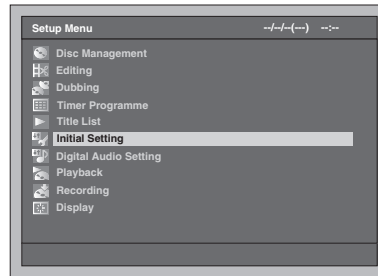 Setup Menu --/--/--(---) --:--
Disc Management
Editing
Dubbing
Timer Programme
Title List
Initial Setting
Digital Audio Setting
Playback
Recording
Display